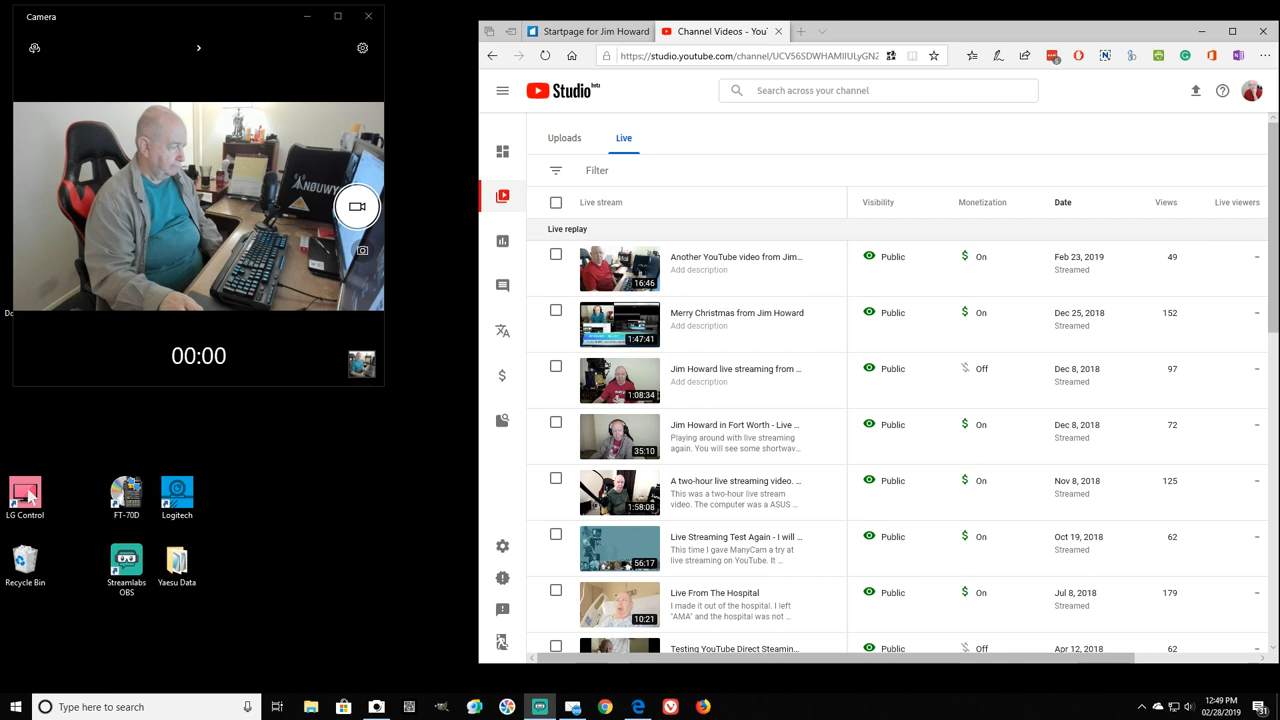 Camera
ANØUWY
00:00
LG Control
FT-70D
Logitech
Recycle Bin
Streamlabs
OBS
Yaesu Data
Startpage for Jim Howard
Channel Videos - You
https://studio.youtube.com/channel/UCV56SDWHAMIIULyGN2
Studio beta
Search across your channel
Uploads
Live
Filter
Live stream
Visibility
Monetization
Date
Views
Live viewers
Live replay
16:46
Another YouTube video from Jim…
Add description
Public
On
Feb 23, 2019
Streamed
49
–
1:47:41
Merry Christmas from Jim Howard
Add description
Public
On
Dec 25, 2018
Streamed
152
–
1:08:34
Jim Howard live streaming from …
Add description
Public
Off
Dec 8, 2018
Streamed
97
–
35:10
Jim Howard in Fort Worth - Live …
Playing around with live streaming
again. You will see some shortwav…
Public
On
Dec 8, 2018
Streamed
72
–
1:58:08
A two-hour live streaming video. …
This was a two-hour live stream
video. The computer was a ASUS …
Public
On
Nov 8, 2018
Streamed
125
–
56:17
Live Streaming Test Again - I will …
This time I gave ManyCam a try at
live streaming on YouTube. It …
Public
On
Oct 19, 2018
Streamed
62
–
10:21
Live From The Hospital
I made it out of the hospital. I left
"AMA" and the hospital was not …
Public
On
Jul 8, 2018
Streamed
179
–
Testing YouTube Direct Steamin…
Public
Off
Apr 12, 2018
62
–
Type here to search
12:49 PM
02/28/2019
31